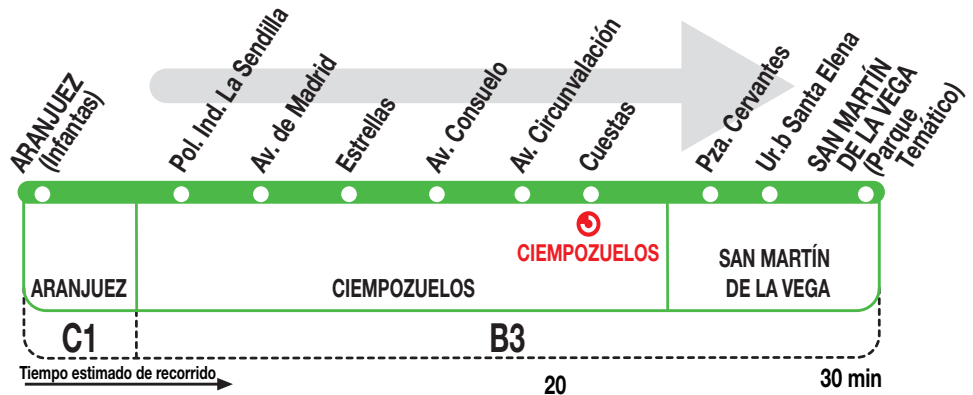 ARANJUEZ
(Infantas)
Pol. Ind. La Sendilla
Av. de Madrid
Estrellas
Av. Consuelo
Av. Circunvalación
Cuestas
Pza. Cervantes
Ur.b Santa Elena
SAN MARTÍN
DE LA VEGA
(Parque
Temático)
CIEMPOZUELOS
ARANJUEZ
CIEMPOZUELOS
SAN MARTÍN
DE LA VEGA
C1
B3
Tiempo estimado de recorrido
20
30 min